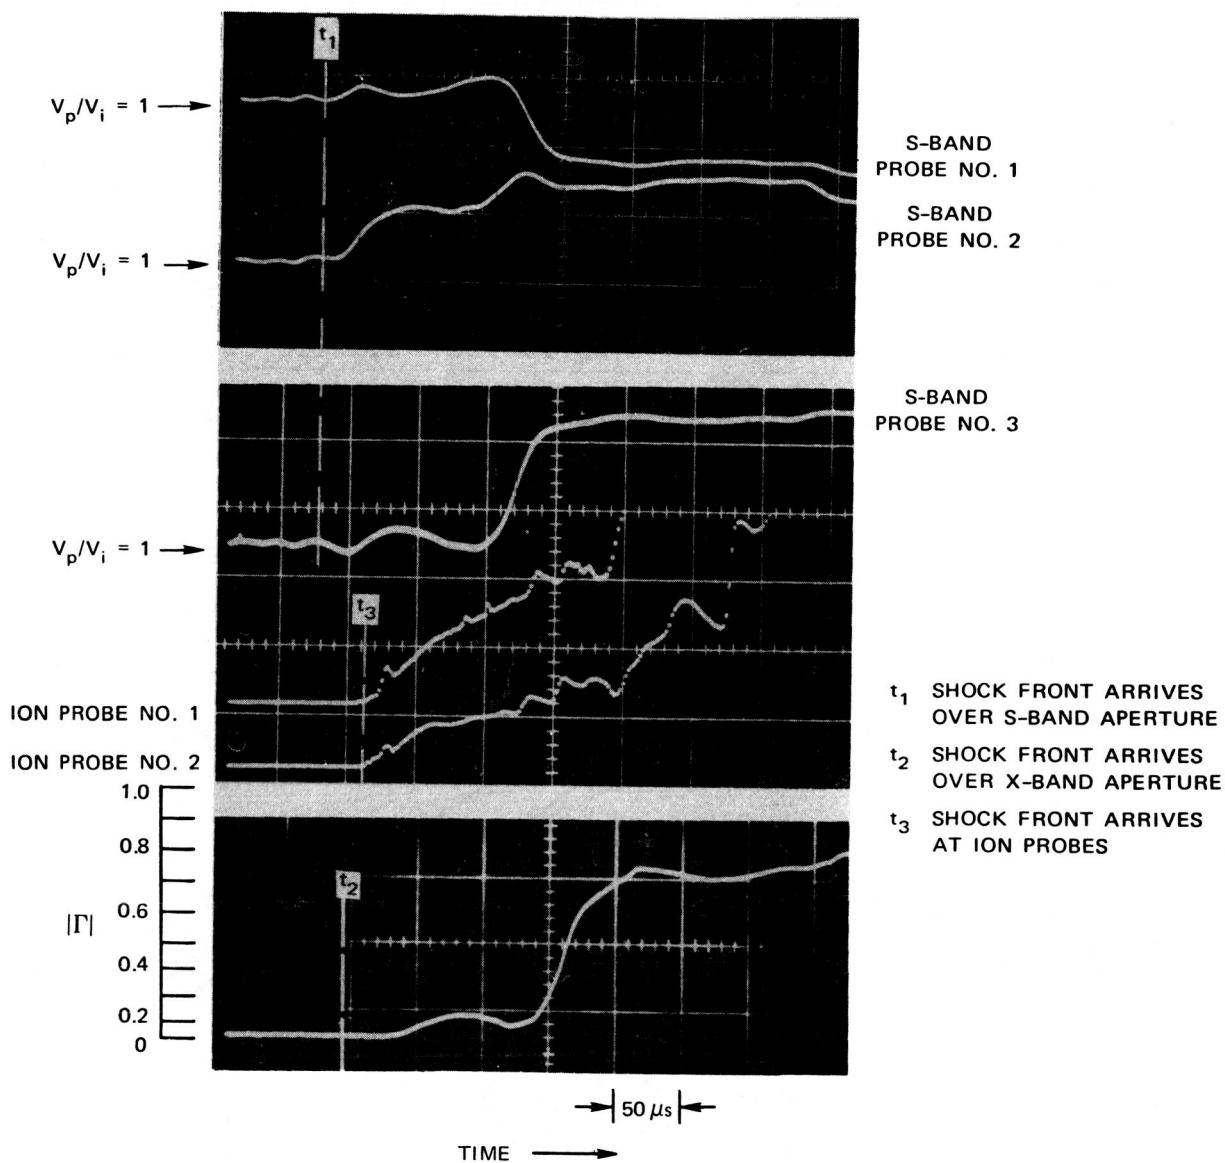 t₁
Vp/Vi = 1
S-BAND
PROBE NO. 1
S-BAND
PROBE NO. 2
Vp/Vi = 1
S-BAND
PROBE NO. 3
Vp/Vi = 1
t₃
ION PROBE NO. 1
ION PROBE NO. 2
t₁ SHOCK FRONT ARRIVES
OVER S-BAND APERTURE
t₂ SHOCK FRONT ARRIVES
OVER X-BAND APERTURE
t₃ SHOCK FRONT ARRIVES
AT ION PROBES
1.0
0.8
0.6
0.4
0.2
0
|Γ|
t₂
50 μs
TIME